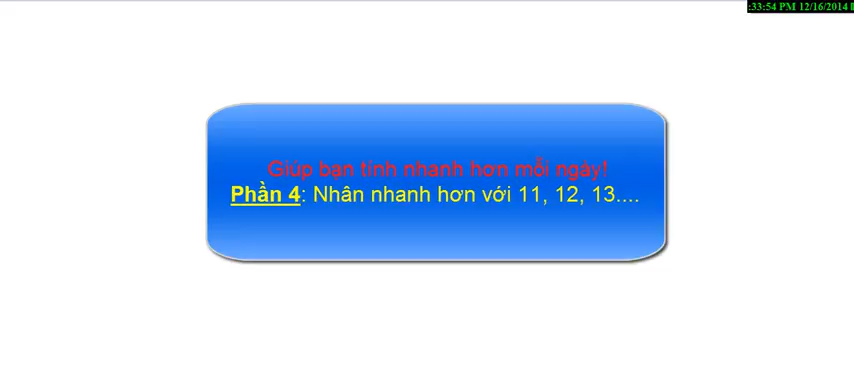 :33:54 PM 12/16/2014
Giúp bạn tính nhanh hơn mỗi ngày!
Phần 4: Nhân nhanh hơn với 11, 12, 13....